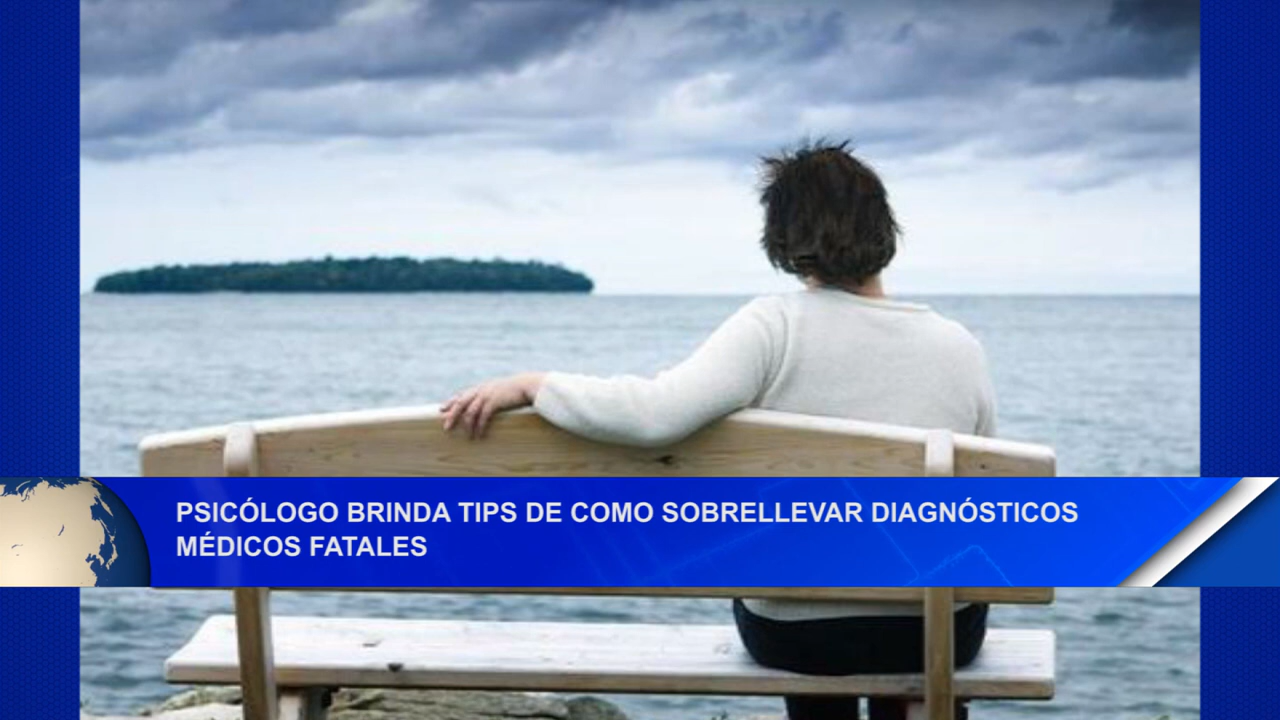 PSICÓLOGO BRINDA TIPS DE COMO SOBRELLEVAR DIAGNÓSTICOS
MÉDICOS FATALES